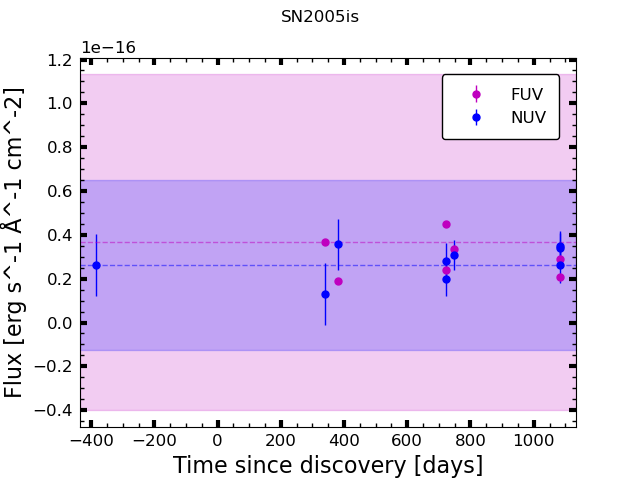 SN2005is
1e−16
1.2
1.0
0.8
0.6
0.4
0.2
0.0
−0.2
−0.4
Flux [erg s^-1 Å^-1 cm^-2]
FUV
NUV
−400 −200 0 200 400 600 800 1000
Time since discovery [days]